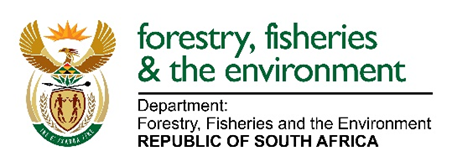 forestry, fisheries
& the environment
Department:
Forestry, Fisheries and the Environment
REPUBLIC OF SOUTH AFRICA